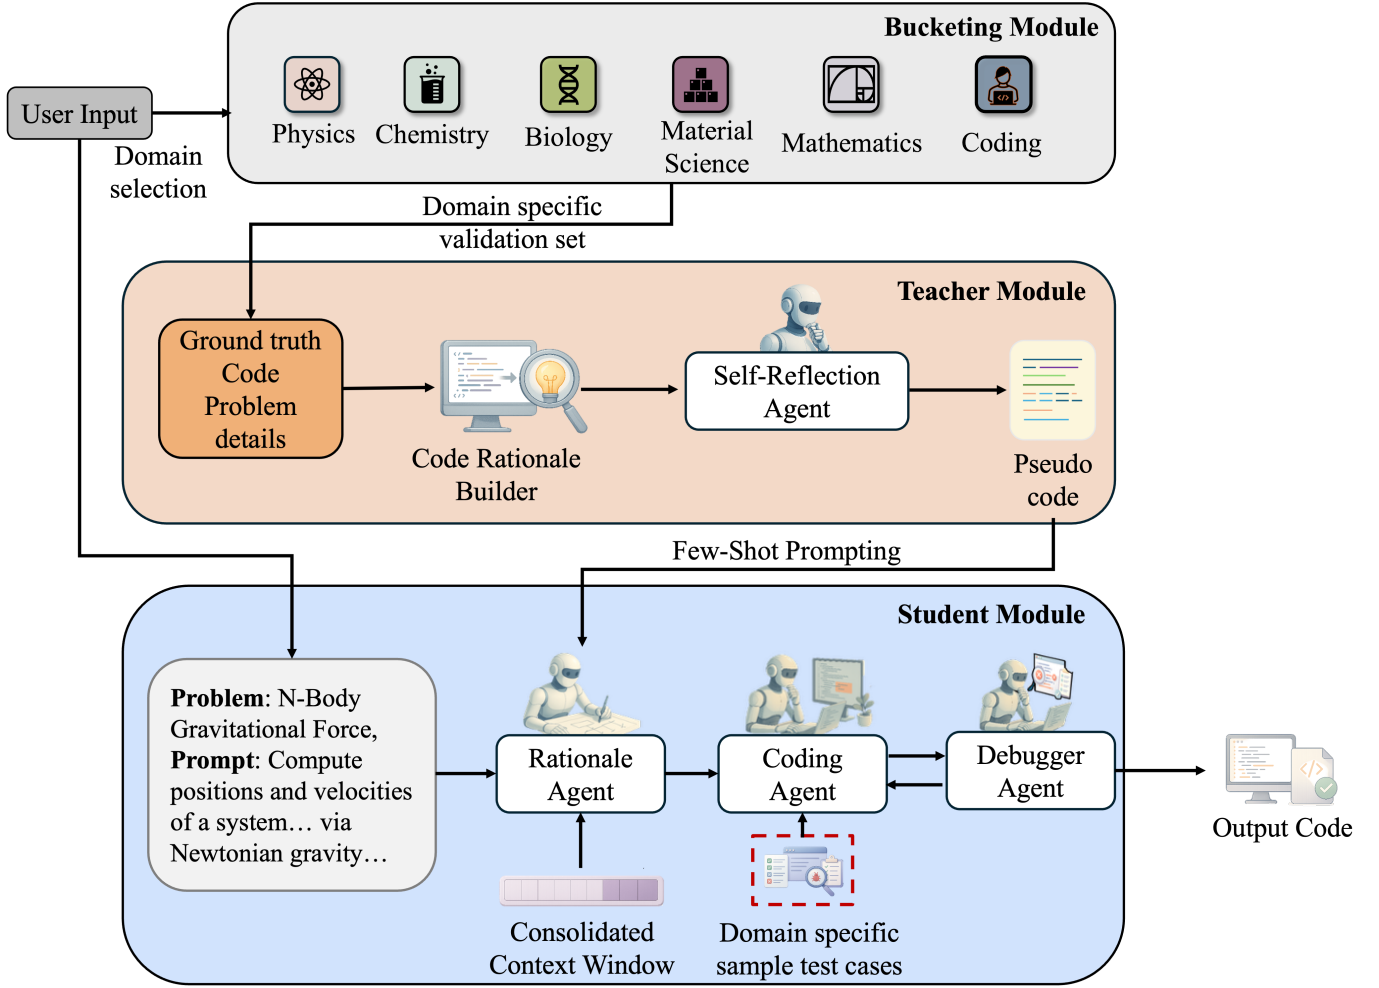 Bucketing Module
User Input
Physics
Chemistry
Biology
Material
Science
Mathematics
Coding
Domain
selection
Domain specific
validation set
Teacher Module
Ground truth
Code
Problem
details
Code Rationale
Builder
Self-Reflection
Agent
Pseudo
code
Few-Shot Prompting
Student Module
Problem: N-Body
Gravitational Force,
Prompt: Compute
positions and velocities
of a system... via
Newtonian gravity...
Rationale
Agent
Coding
Agent
Debugger
Agent
Consolidated
Context Window
Domain specific
sample test cases
Output Code